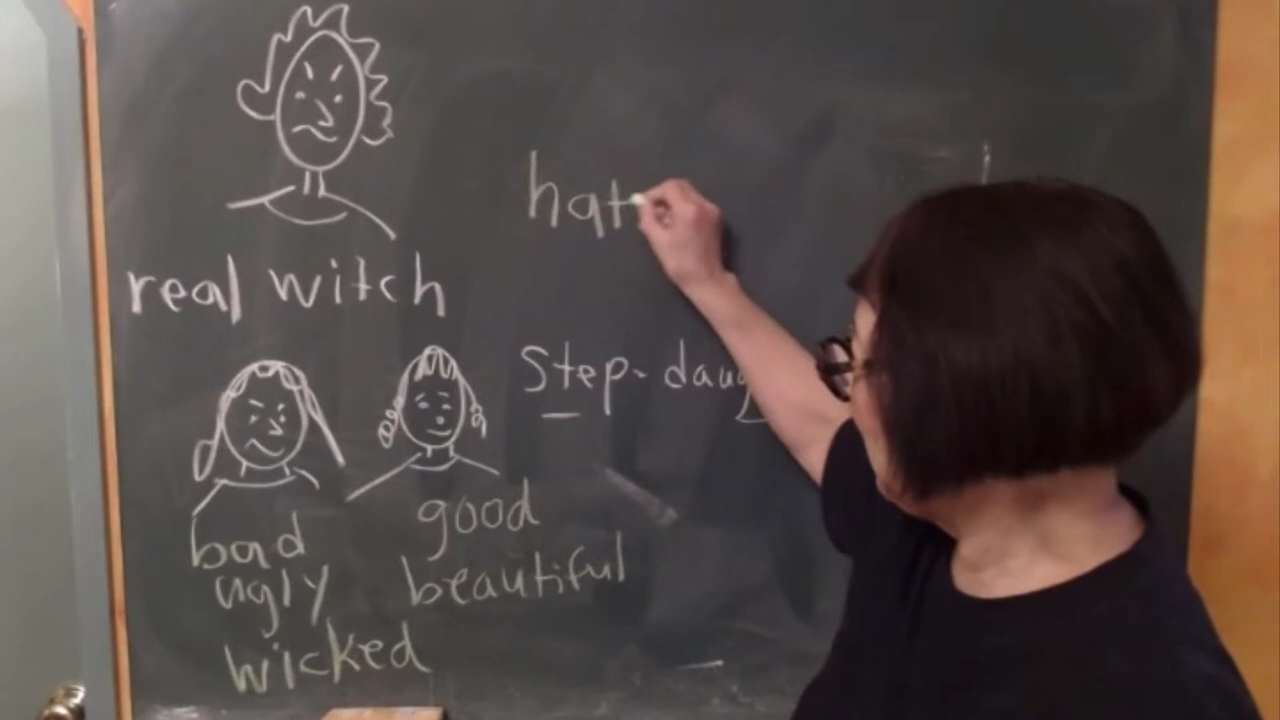 hat
real witch
Step-daug
good
bad
beautiful
ugly
wicked